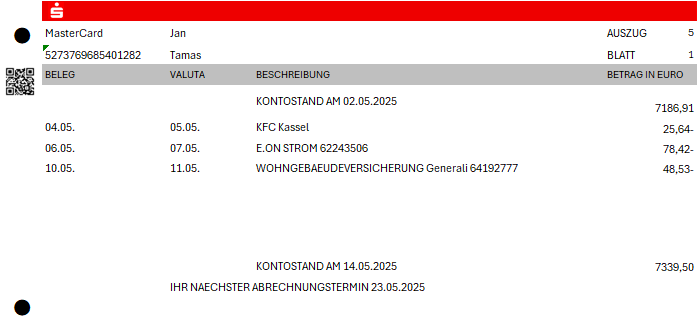 MasterCard Jan AUSZUG 5
5273769685401282 Tamas BLATT 1
BELEG VALUTA BESCHREIBUNG BETRAG IN EURO
KONTOSTAND AM 02.05.2025 7186,91
04.05. 05.05. KFC Kassel 25,64-
06.05. 07.05. E.ON STROM 62243506 78,42-
10.05. 11.05. WOHNGEBAEUDEVERSICHERUNG Generali 64192777 48,53-
KONTOSTAND AM 14.05.2025 7339,50
IHR NAECHSTER ABRECHNUNGSTERMIN 23.05.2025